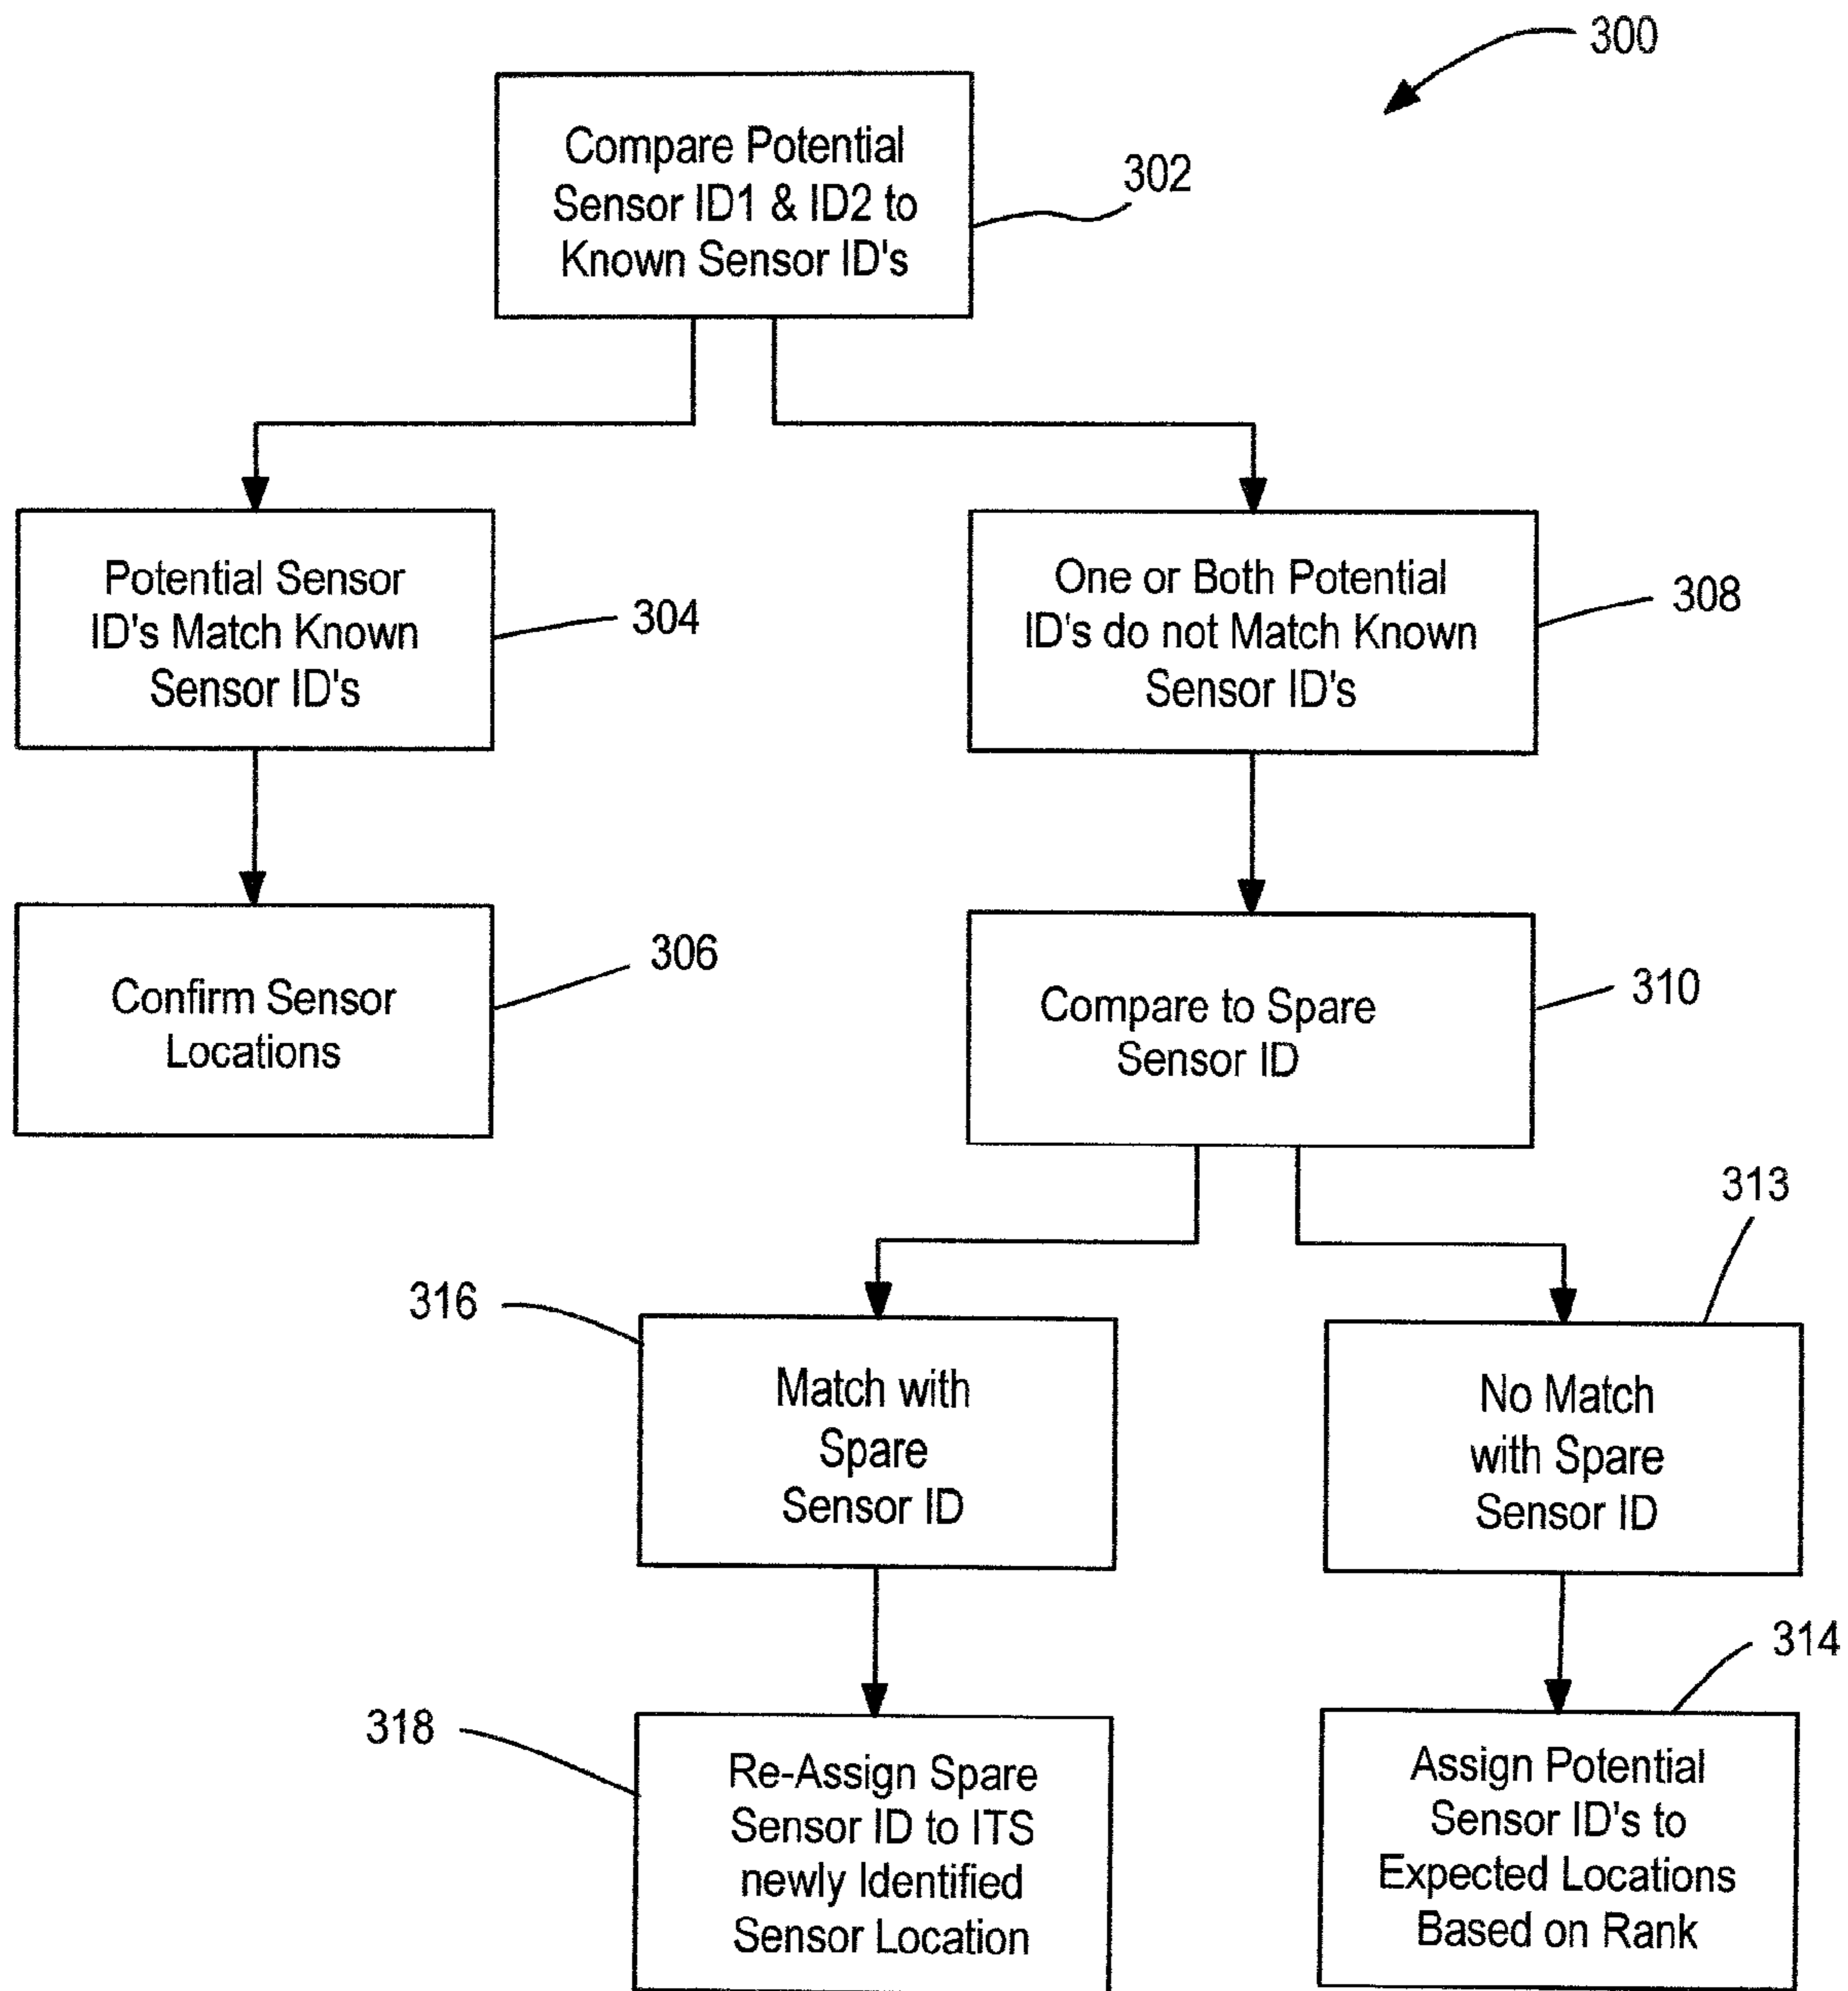 300
Compare Potential
Sensor ID1 & ID2 to
Known Sensor ID's
302
Potential Sensor
ID's Match Known
Sensor ID's
304
One or Both Potential
ID's do not Match Known
Sensor ID's
308
Confirm Sensor
Locations
306
Compare to Spare
Sensor ID
310
313
316
Match with
Spare
Sensor ID
No Match
with Spare
Sensor ID
314
318
Re-Assign Spare
Sensor ID to ITS
newly Identified
Sensor Location
Assign Potential
Sensor ID's to
Expected Locations
Based on Rank